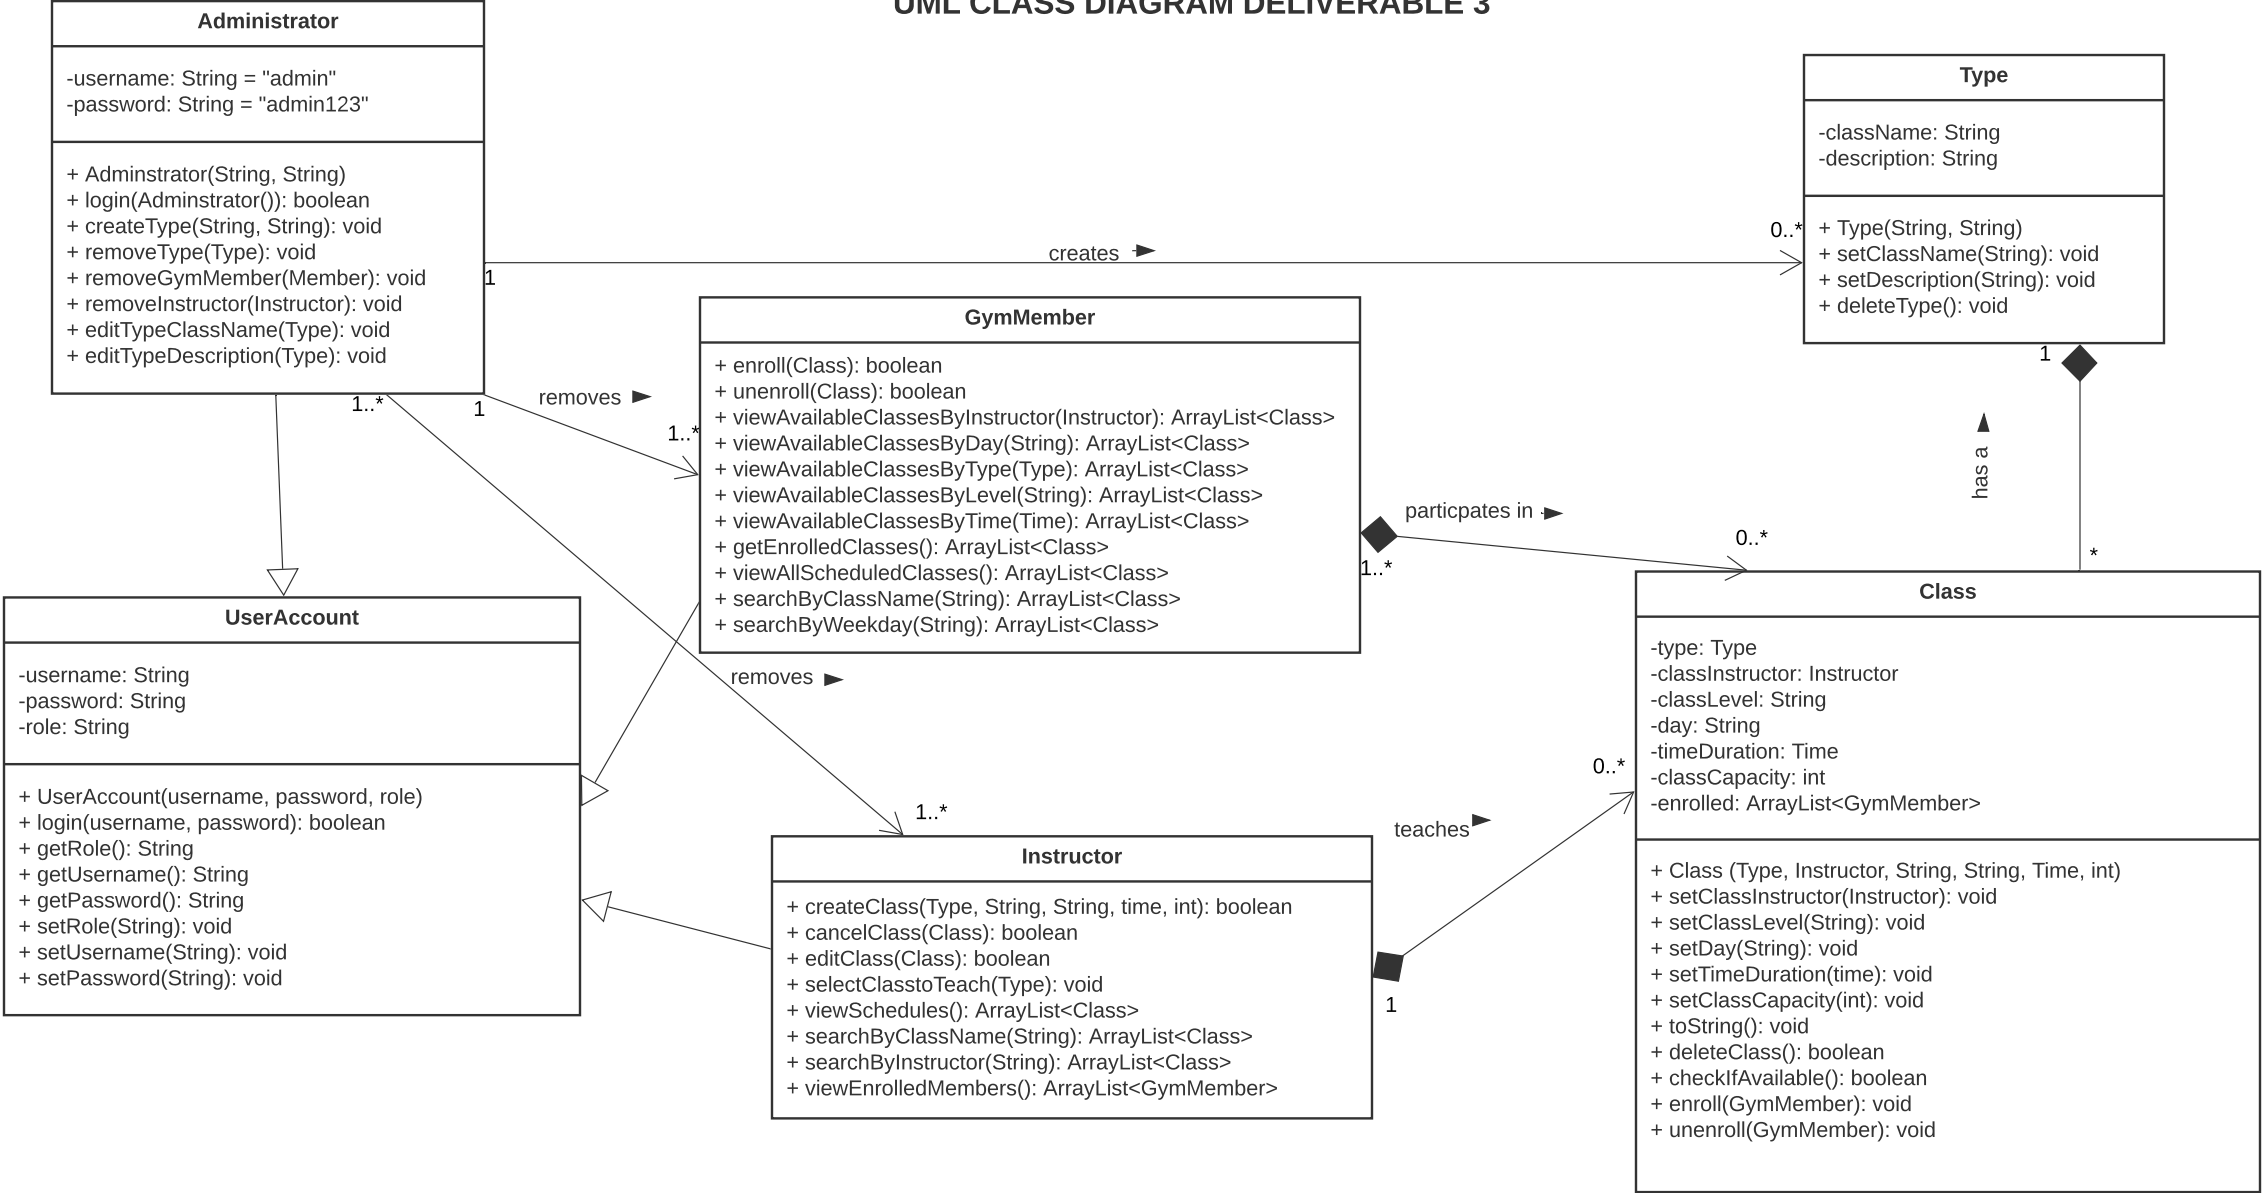 UML CLASS DIAGRAM DELIVERABLE 3
Administrator
-username: String = "admin"
-password: String = "admin123"
+ Adminstrator(String, String)
+ login(Adminstrator()): boolean
+ createType(String, String): void
+ removeType(Type): void
+ removeGymMember(Member): void
+ removeInstructor(Instructor): void
+ editTypeClassName(Type): void
+ editTypeDescription(Type): void
Type
-className: String
-description: String
+ Type(String, String)
+ setClassName(String): void
+ setDescription(String): void
+ deleteType(): void
creates
1
0..*
GymMember
+ enroll(Class): boolean
+ unenroll(Class): boolean
+ viewAvailableClassesByInstructor(Instructor): ArrayList<Class>
+ viewAvailableClassesByDay(String): ArrayList<Class>
+ viewAvailableClassesByType(Type): ArrayList<Class>
+ viewAvailableClassesByLevel(String): ArrayList<Class>
+ viewAvailableClassesByTime(Time): ArrayList<Class>
+ getEnrolledClasses(): ArrayList<Class>
+ viewAllScheduledClasses(): ArrayList<Class>
+ searchByClassName(String): ArrayList<Class>
+ searchByWeekday(String): ArrayList<Class>
removes
1
1..*
1..*
removes
1..*
particpates in
1..*
0..*
has a
1
*
UserAccount
-username: String
-password: String
-role: String
+ UserAccount(username, password, role)
+ login(username, password): boolean
+ getRole(): String
+ getUsername(): String
+ getPassword(): String
+ setRole(String): void
+ setUsername(String): void
+ setPassword(String): void
Instructor
+ createClass(Type, String, String, time, int): boolean
+ cancelClass(Class): boolean
+ editClass(Class): boolean
+ selectClasstoTeach(Type): void
+ viewSchedules(): ArrayList<Class>
+ searchByClassName(String): ArrayList<Class>
+ searchByInstructor(String): ArrayList<Class>
+ viewEnrolledMembers(): ArrayList<GymMember>
teaches
1
0..*
Class
-type: Type
-classInstructor: Instructor
-classLevel: String
-day: String
-timeDuration: Time
-classCapacity: int
-enrolled: ArrayList<GymMember>
+ Class (Type, Instructor, String, String, Time, int)
+ setClassInstructor(Instructor): void
+ setClassLevel(String): void
+ setDay(String): void
+ setTimeDuration(time): void
+ setClassCapacity(int): void
+ toString(): void
+ deleteClass(): boolean
+ checkIfAvailable(): boolean
+ enroll(GymMember): void
+ unenroll(GymMember): void